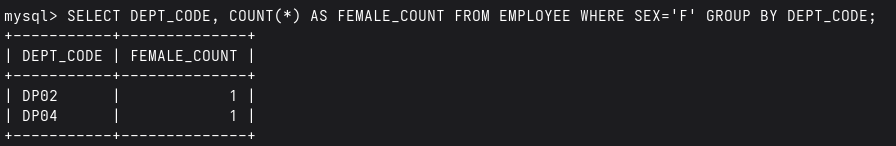 mysql> SELECT DEPT_CODE, COUNT(*) AS FEMALE_COUNT FROM EMPLOYEE WHERE SEX='F' GROUP BY DEPT_CODE;
+-----------+--------------+
| DEPT_CODE | FEMALE_COUNT |
+-----------+--------------+
| DP02      |            1 |
| DP04      |            1 |
+-----------+--------------+